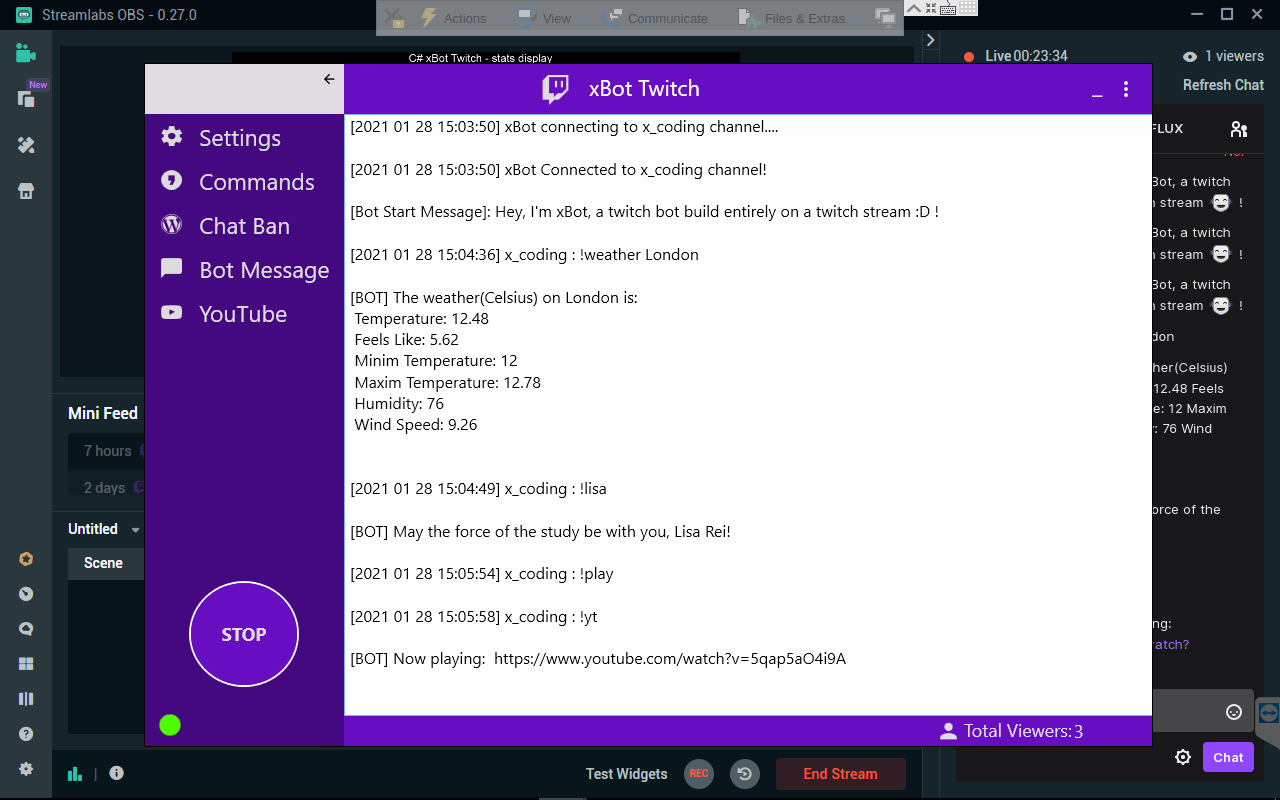 Streamlabs OBS - 0.27.0
Actions
View
Communicate
Files & Extras
C# xBot Twitch - stats display
Live 00:23:34
1 viewers
Refresh Chat
New
xBot Twitch
Settings
Commands
Chat Ban
Bot Message
YouTube
STOP
[2021 01 28 15:03:50] xBot connecting to x_coding channel....
[2021 01 28 15:03:50] xBot Connected to x_coding channel!
[Bot Start Message]: Hey, I'm xBot, a twitch bot build entirely on a twitch stream :D !
[2021 01 28 15:04:36] x_coding : !weather London
[BOT] The weather(Celsius) on London is:
Temperature: 12.48
Feels Like: 5.62
Minim Temperature: 12
Maxim Temperature: 12.78
Humidity: 76
Wind Speed: 9.26
[2021 01 28 15:04:49] x_coding : !lisa
[BOT] May the force of the study be with you, Lisa Rei!
[2021 01 28 15:05:54] x_coding : !play
[2021 01 28 15:05:58] x_coding : !yt
[BOT] Now playing:  https://www.youtube.com/watch?v=5qap5aO4i9A
Total Viewers:3
Mini Feed
7 hours
2 days
Untitled
Scene
FLUX
Bot, a twitch
stream !
Bot, a twitch
stream !
Bot, a twitch
stream !
don
her(Celsius)
12.48 Feels
e: 12 Maxim
: 76 Wind
orce of the
ng:
atch?
Chat
Test Widgets
REC
End Stream